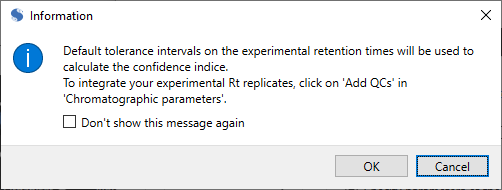 Information
Default tolerance intervals on the experimental retention times will be used to
calculate the confidence indice.
To integrate your experimental Rt replicates, click on 'Add QCs' in
'Chromatographic parameters'.
Don't show this message again
OK Cancel